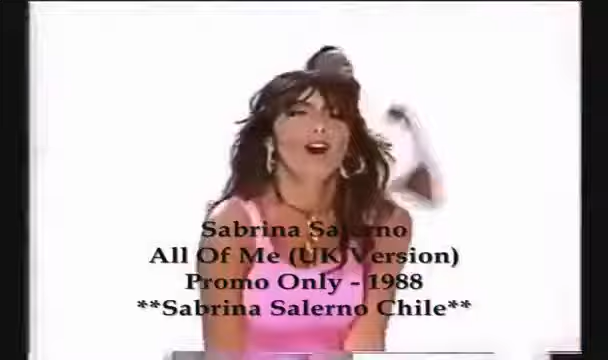 Sabrina Salerno
All Of Me (UK Version)
Promo Only - 1988
**Sabrina Salerno Chile**